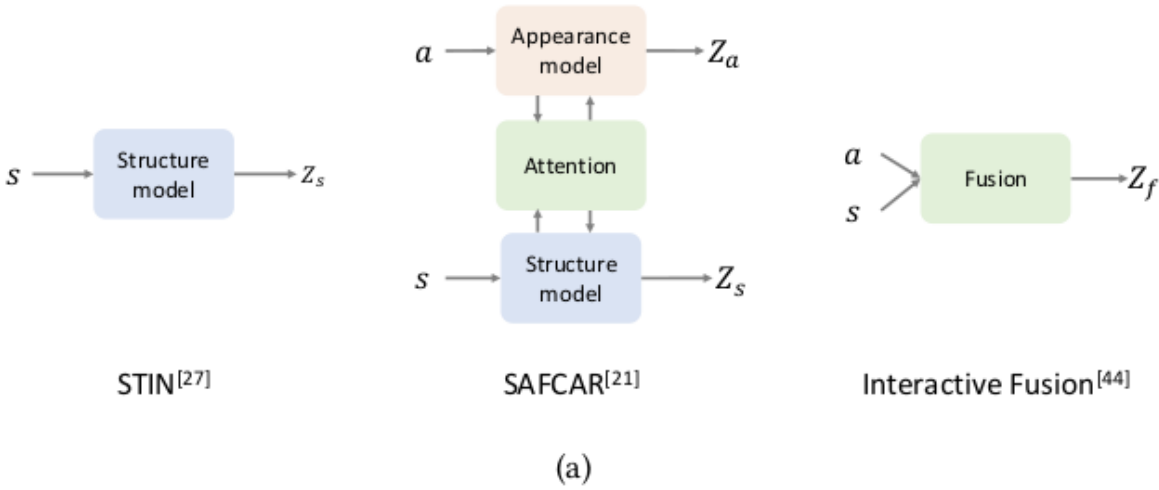 s
Structure
model
Z_s
STIN[27]
a
Appearance
model
Z_a
Attention
s
Structure
model
Z_s
SAFCAR[21]
a
s
Fusion
Z_f
Interactive Fusion[44]
(a)